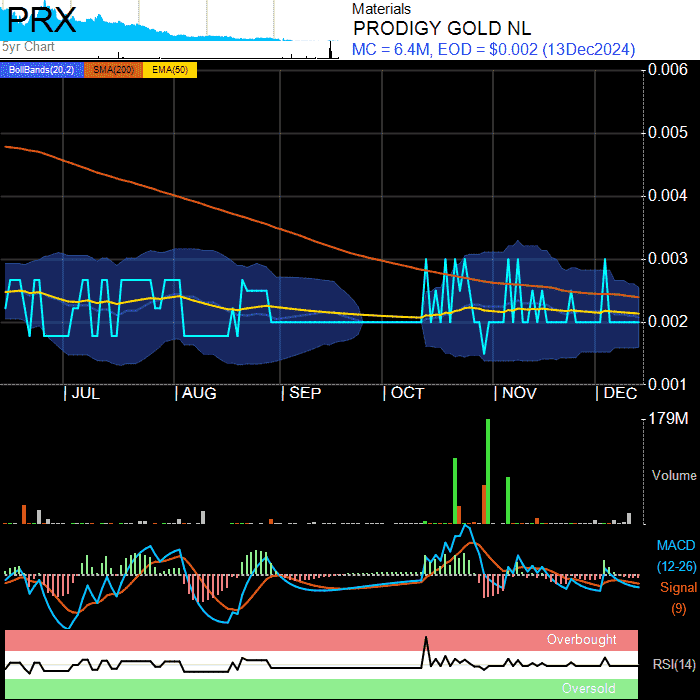 PRX
5yr Chart
Materials
PRODIGY GOLD NL
MC = 6.4M, EOD = $0.002 (13Dec2024)
BollBands(20,2) SMA(200) EMA(50)
0.006
0.005
0.004
0.003
0.002
0.001
JUL AUG SEP OCT NOV DEC
179M
Volume
MACD
(12-26)
Signal
(9)
Overbought
RSI(14)
Oversold